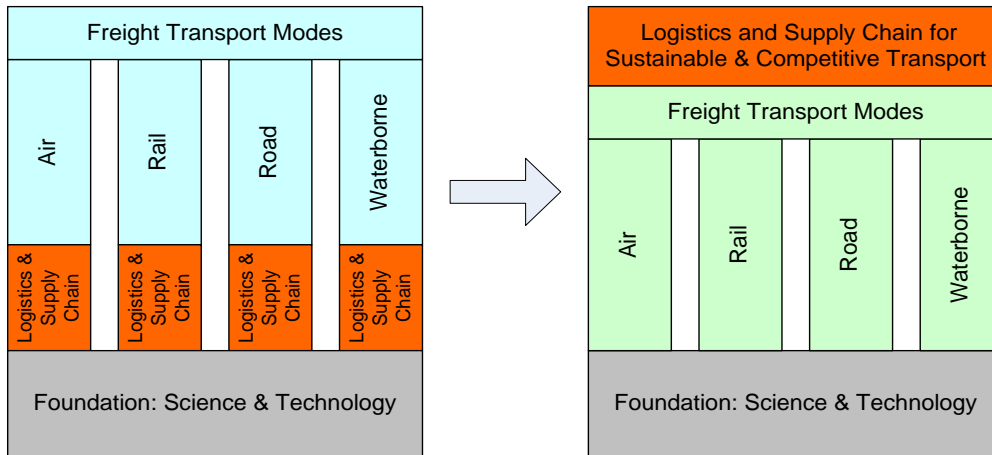 Freight Transport Modes
Air
Rail
Road
Waterborne
Logistics &
Supply
Chain
Logistics &
Supply
Chain
Logistics &
Supply
Chain
Logistics &
Supply
Chain
Foundation: Science & Technology
Logistics and Supply Chain for
Sustainable & Competitive Transport
Freight Transport Modes
Air
Rail
Road
Waterborne
Foundation: Science & Technology